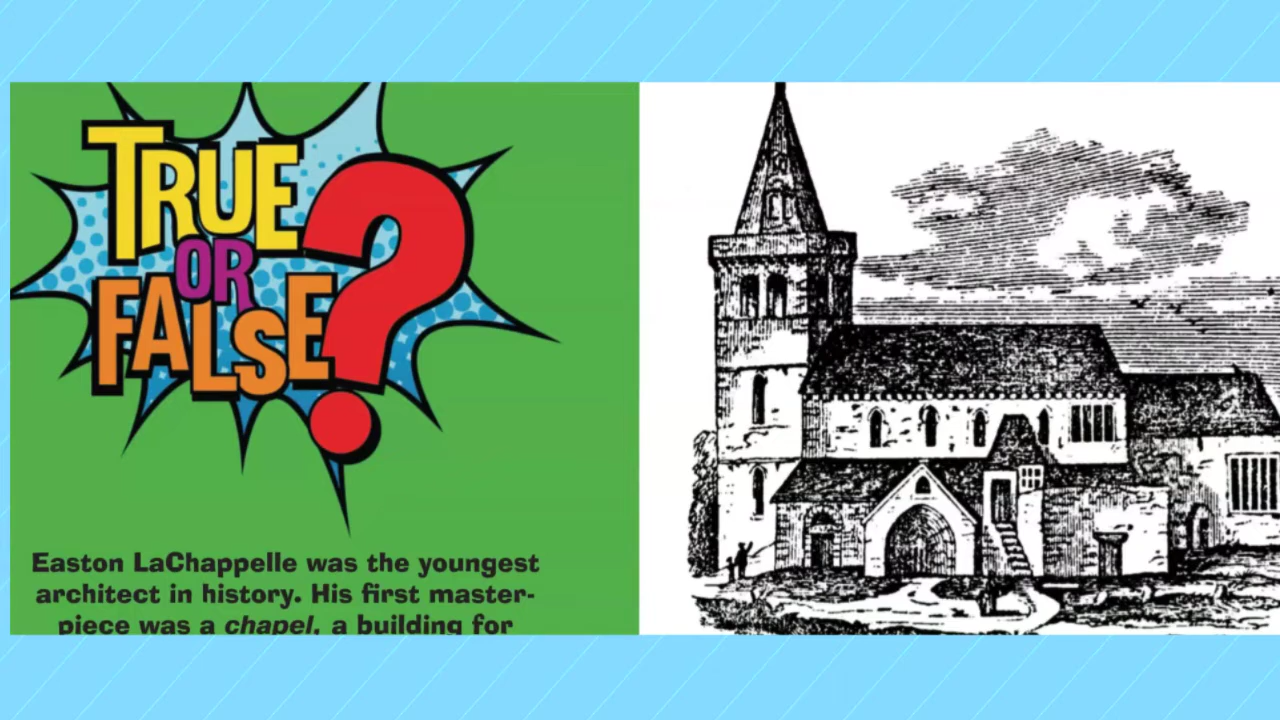 TRUE
OR
FALSE?
Easton LaChappelle was the youngest
architect in history. His first master-
piece was a chapel, a building for